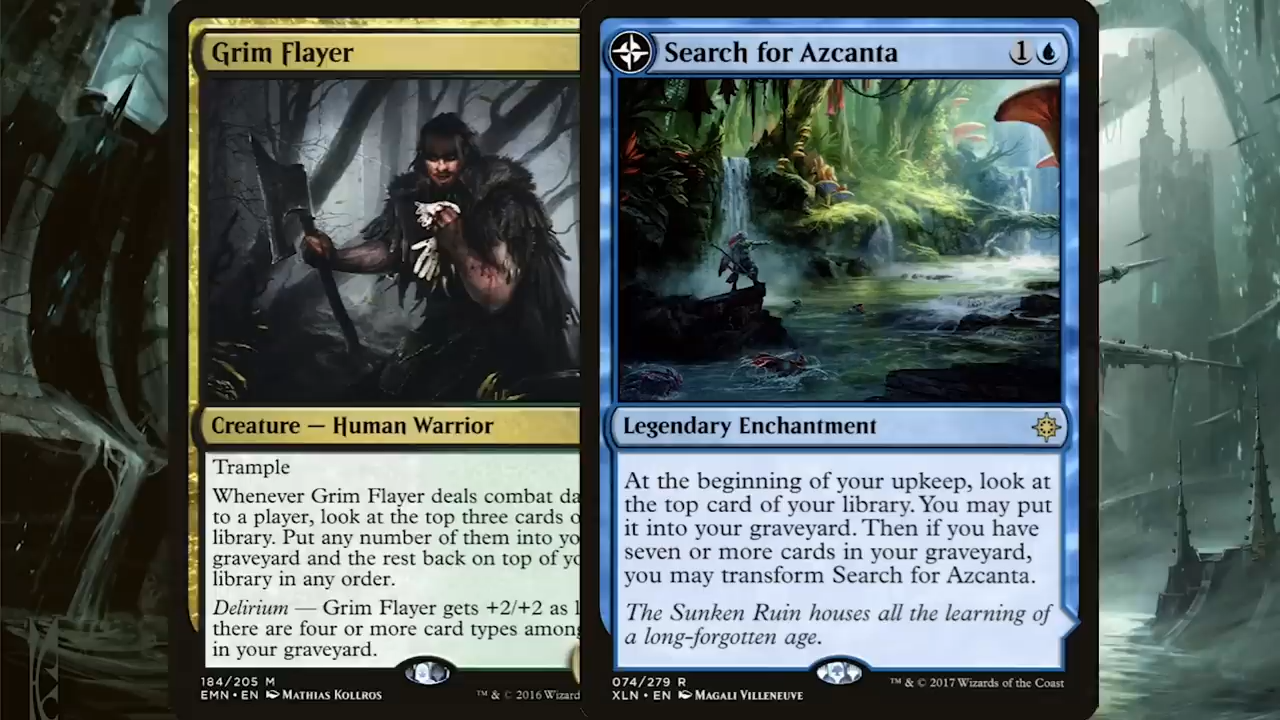 Grim Flayer
Creature — Human Warrior
Trample
Whenever Grim Flayer deals combat da
to a player, look at the top three cards o
library. Put any number of them into yo
graveyard and the rest back on top of yo
library in any order.
Delirium — Grim Flayer gets +2/+2 as l
there are four or more card types among
in your graveyard.
184/205 M
EMN • EN Mathias Kollros
™ & © 2016 Wizard
Search for Azcanta
1
Legendary Enchantment
At the beginning of your upkeep, look at
the top card of your library. You may put
it into your graveyard. Then if you have
seven or more cards in your graveyard,
you may transform Search for Azcanta.
The Sunken Ruin houses all the learning of
a long-forgotten age.
074/279 R
XLN • EN Magali Villeneuve
™ & © 2017 Wizards of the Coast